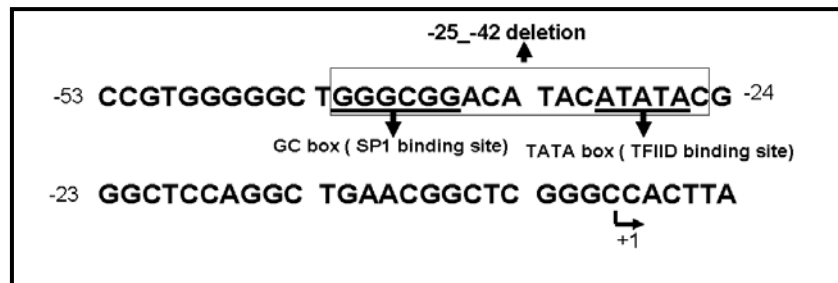 -25_-42 deletion
-53 CCGTGGGGGC TGGGCGGACA TACATATACG -24
GC box ( SP1 binding site)
TATA box ( TFIID binding site)
-23 GGCTCCAGGC TGAACGGCTC GGGCCACTTA
+1